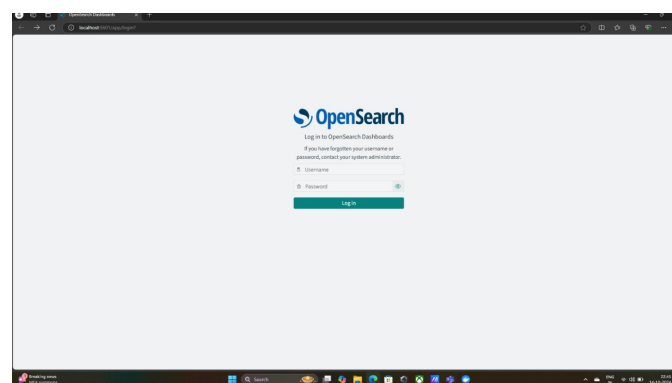 OpenSearch Dashboards
localhost:5601/app/login?
OpenSearch
Log in to OpenSearch Dashboards
If you have forgotten your username or
password, contact your system administrator.
Username
Password
Log in
Breaking news
Search
ENG